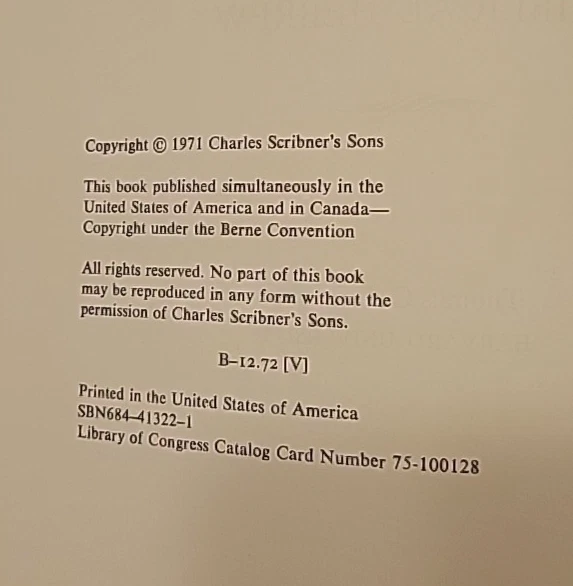 Copyright © 1971 Charles Scribner's Sons
This book published simultaneously in the
United States of America and in Canada—
Copyright under the Berne Convention
All rights reserved. No part of this book
may be reproduced in any form without the
permission of Charles Scribner's Sons.
B–12.72 [V]
Printed in the United States of America
SBN684–41322–1
Library of Congress Catalog Card Number 75-100128